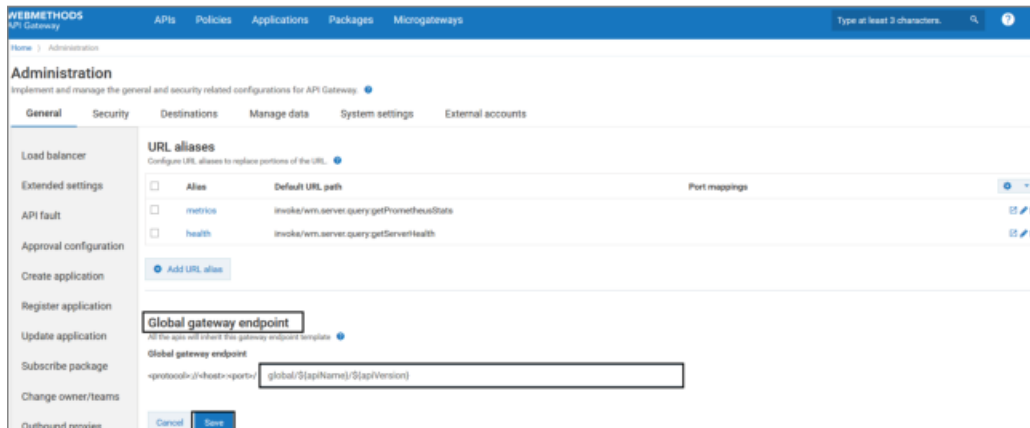 WEBMETHODS
API Gateway
APIs Policies Applications Packages Microgateways
Type at least 3 characters.
?
Home > Administration
Administration
Implement and manage the general and security related configurations for API Gateway.
General Security Destinations Manage data System settings External accounts
Load balancer
Extended settings
API fault
Approval configuration
Create application
Register application
Update application
Subscribe package
Change owner/teams
Outbound proxies
URL aliases
Configure URL aliases to replace portions of the URL.
Alias Default URL path Port mappings
metrics invoke/wm.server.query:getPrometheusStats
health invoke/wm.server.query:getServerHealth
Add URL alias
Global gateway endpoint
All the apis will inherit this gateway endpoint template
Global gateway endpoint
<protocol>://<host>:<port>/ global/${apiName}/${apiVersion}
Cancel Save